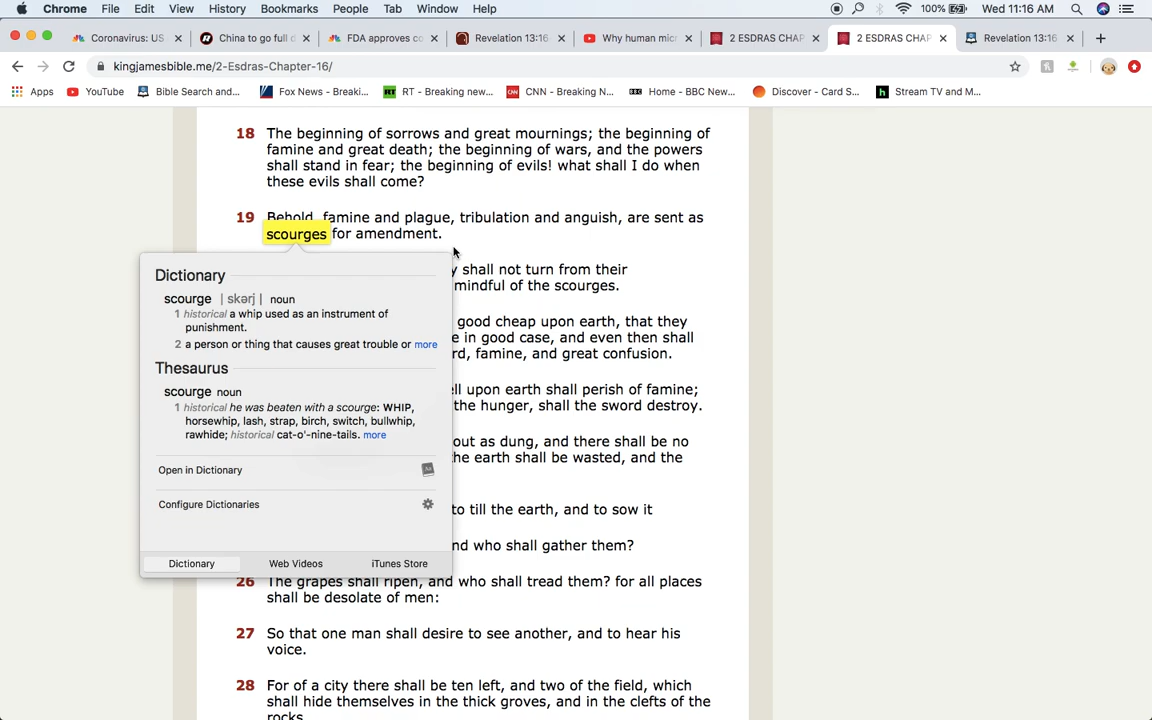 Chrome File Edit View History Bookmarks People Tab Window Help 100% Wed 11:16 AM
Coronavirus: US China to go full d FDA approves co Revelation 13:16 Why human mic 2 ESDRAS CHAP 2 ESDRAS CHAP Revelation 13:16
kingjamesbible.me/2-Esdras-Chapter-16/
Apps YouTube Bible Search and... Fox News - Breaki... RT - Breaking new... CNN - Breaking N... Home - BBC New... Discover - Card S... Stream TV and M...
18 The beginning of sorrows and great mournings; the beginning of
famine and great death; the beginning of wars, and the powers
shall stand in fear; the beginning of evils! what shall I do when
these evils shall come?
19 Behold, famine and plague, tribulation and anguish, are sent as
scourges for amendment.
shall not turn from their
mindful of the scourges.
good cheap upon earth, that they
in good case, and even then shall
famine, and great confusion.
upon earth shall perish of famine;
the hunger, shall the sword destroy.
out as dung, and there shall be no
the earth shall be wasted, and the
to till the earth, and to sow it
who shall gather them?
26 The grapes shall ripen, and who shall tread them? for all places
shall be desolate of men:
27 So that one man shall desire to see another, and to hear his
voice.
28 For of a city there shall be ten left, and two of the field, which
shall hide themselves in the thick groves, and in the clefts of the
rocks.
Dictionary
scourge | skərj | noun
1 historical a whip used as an instrument of
punishment.
2 a person or thing that causes great trouble or more
Thesaurus
scourge noun
1 historical he was beaten with a scourge: WHIP,
horsewhip, lash, strap, birch, switch, bullwhip,
rawhide; historical cat-o'-nine-tails. more
Open in Dictionary
Configure Dictionaries
Dictionary Web Videos iTunes Store